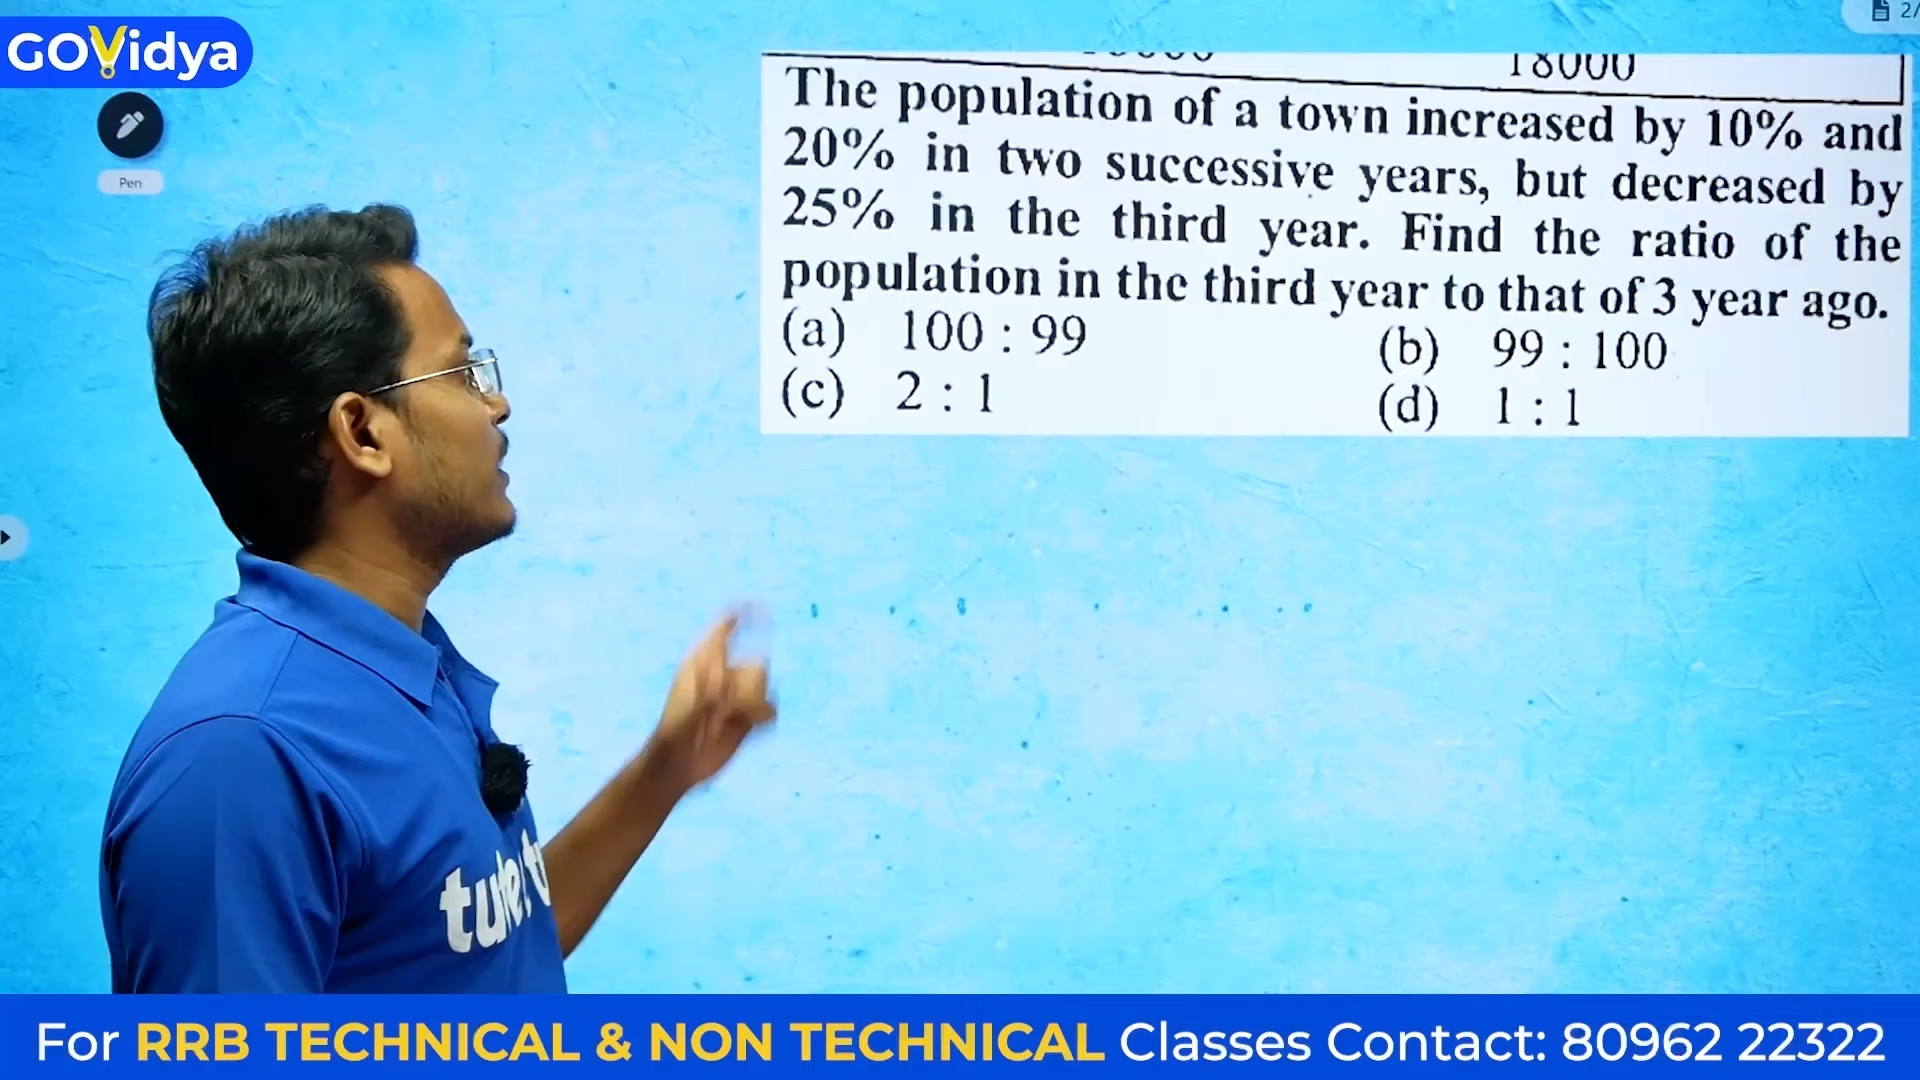 GOVidya
2/
Pen
18000
The population of a town increased by 10% and
20% in two successive years, but decreased by
25% in the third year. Find the ratio of the
population in the third year to that of 3 year ago.
(a) 100 : 99 (b) 99 : 100
(c) 2 : 1 (d) 1 : 1
For RRB TECHNICAL & NON TECHNICAL Classes Contact: 80962 22322